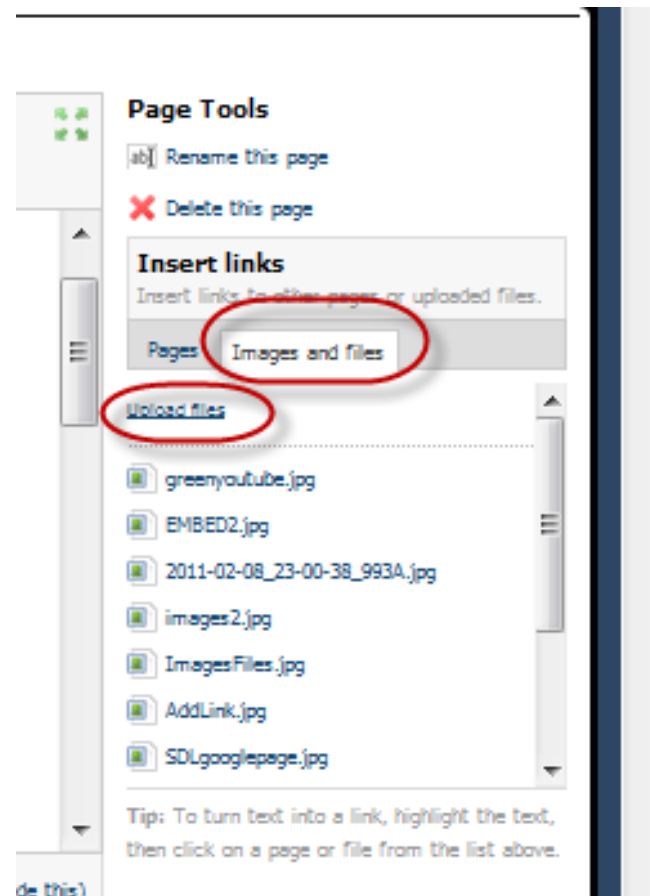 Page Tools
ab Rename this page
Delete this page
Insert links
Insert links to other pages or uploaded files.
Pages
Images and files
Upload files
greenyoutube.jpg
EMBED2.jpg
2011-02-08_23-00-38_993A.jpg
images2.jpg
ImagesFiles.jpg
AddLink.jpg
SDLgooglepage.jpg
Tip: To turn text into a link, highlight the text,
then click on a page or file from the list above.
de this)